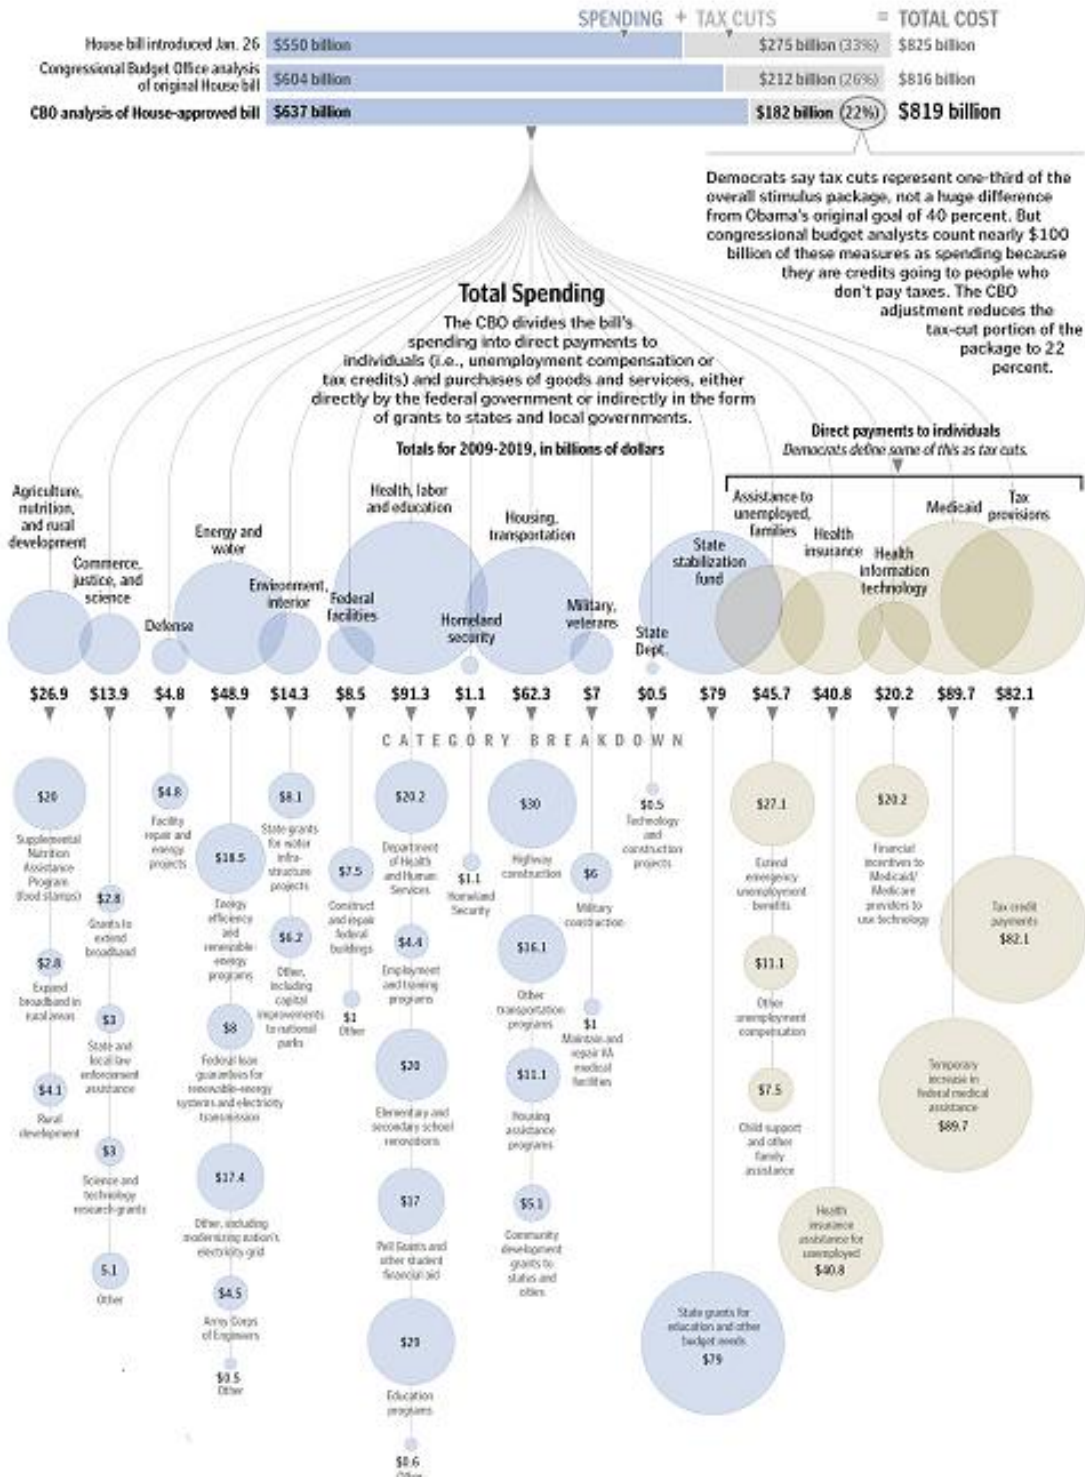 SPENDING + TAX CUTS = TOTAL COST
House bill introduced Jan. 26 $550 billion $275 billion (33%) $825 billion
Congressional Budget Office analysis
of original House bill $604 billion $212 billion (26%) $816 billion
CBO analysis of House-approved bill $637 billion $182 billion (22%) $819 billion
Democrats say tax cuts represent one-third of the
overall stimulus package, not a huge difference
from Obama's original goal of 40 percent. But
congressional budget analysts count nearly $100
billion of these measures as spending because
they are credits going to people who
don't pay taxes. The CBO
adjustment reduces the
tax-cut portion of the
package to 22
percent.
Total Spending
The CBO divides the bill's
spending into direct payments to
individuals (i.e., unemployment compensation or
tax credits) and purchases of goods and services, either
directly by the federal government or indirectly in the form
of grants to states and local governments.
Totals for 2009-2019, in billions of dollars
Direct payments to individuals
Democrats define some of this as tax cuts.
Agriculture,
nutrition,
and rural
development
Commerce,
justice, and
science
Defense
Energy and
water
Environment,
interior
Federal
facilities
Health, labor
and education
Homeland
security
Housing,
transportation
Military,
veterans
State
Dept.
State
stabilization
fund
Assistance to
unemployed,
families
Health
insurance
Health
information
technology
Medicaid
Tax
provisions
$26.9 $13.9 $4.8 $48.9 $14.3 $8.5 $91.3 $1.1 $62.3 $7 $0.5 $79 $45.7 $40.8 $20.2 $89.7 $82.1
CATEGORY BREAKDOWN
$20
Supplemental
Nutrition
Assistance
Program
(food stamps)
$2.8
Expand
broadband in
rural areas
$4.1
Rural
development
$2.8
Grants to
extend
broadband
$3
State and
local law
enforcement
assistance
$3
Science and
technology
research grants
5.1
Other
$4.8
Facility
repair and
energy
projects
$18.5
Energy
efficiency
and
renewable-
energy
programs
$8
Federal loan
guarantees for
renewable-energy
systems and electricity
transmission
$17.4
Other, including
modernizing nation's
electricity grid
$4.5
Army Corps
of Engineers
$0.5
Other
$8.1
State grants
for water
infra-
structure
projects
$6.2
Other,
including
capital
improvements
to national
parks
$7.5
Construct
and repair
federal
buildings
$1
Other
$20.2
Department
of Health
and Human
Services
$4.4
Employment
and training
programs
$20
Elementary and
secondary school
renovations
$17
Pell Grants and
other student
financial aid
$29
Education
programs
$0.6
Other
$1.1
Homeland
Security
$30
Highway
construction
$16.1
Other
transportation
programs
$11.1
Housing
assistance
programs
$5.1
Community
development
grants to
status and
cities
$6
Military
construction
$1
Maintain and
repair VA
medical
facilities
$0.5
Technology
and
construction
projects
State grants for
education and other
budget needs
$79
$27.1
Extend
emergency
unemployment
benefits
$11.1
Other
unemployment
compensation
$7.5
Child support
and other
family
assistance
Health
insurance
assistance for
unemployed
$40.8
$20.2
Financial
incentives to
Medicaid/
Medicare
providers to
use technology
Temporary
increase in
federal medical
assistance
$89.7
Tax credit
payments
$82.1